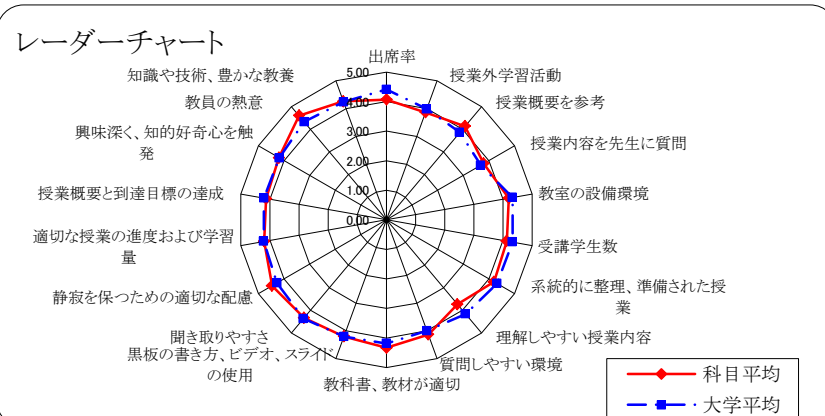 レーダーチャート
出席率
授業外学習活動
授業概要を参考
授業内容を先生に質問
教室の設備環境
受講学生数
系統的に整理、準備された授
業
理解しやすい授業内容
質問しやすい環境
教科書、教材が適切
黒板の書き方、ビデオ、スライド
の使用
聞き取りやすさ
静寂を保つための適切な配慮
適切な授業の進度および学習
量
授業概要と到達目標の達成
興味深く、知的好奇心を触
発
教員の熱意
知識や技術、豊かな教養
5.00
4.00
3.00
2.00
1.00
0.00
科目平均
大学平均